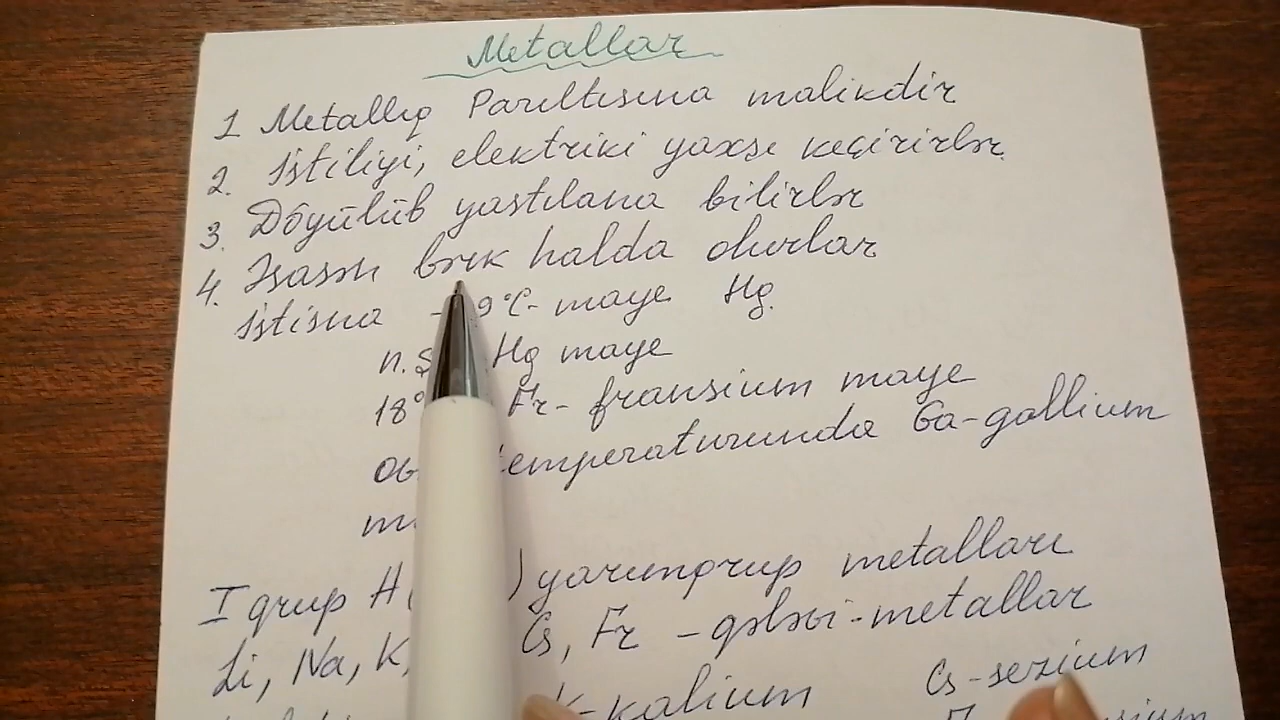 Metallar
1 Metallıq Parıltısına malikdir
2. istiliyi, elektriki yaxşı keçirirlər
3. Döyülüb yastılana bilirlər
4. Əsasən bərk halda olurlar
istisna 9°C- maye Hg.
n.ş Hg maye
18° Fr- fransium maye
temperaturunda Ga-gallium
I qrup A( ) yarımqrup metalları
Li, Na, K, Cs, Fr - qələvi-metallar
K-kalium Cs-sezium